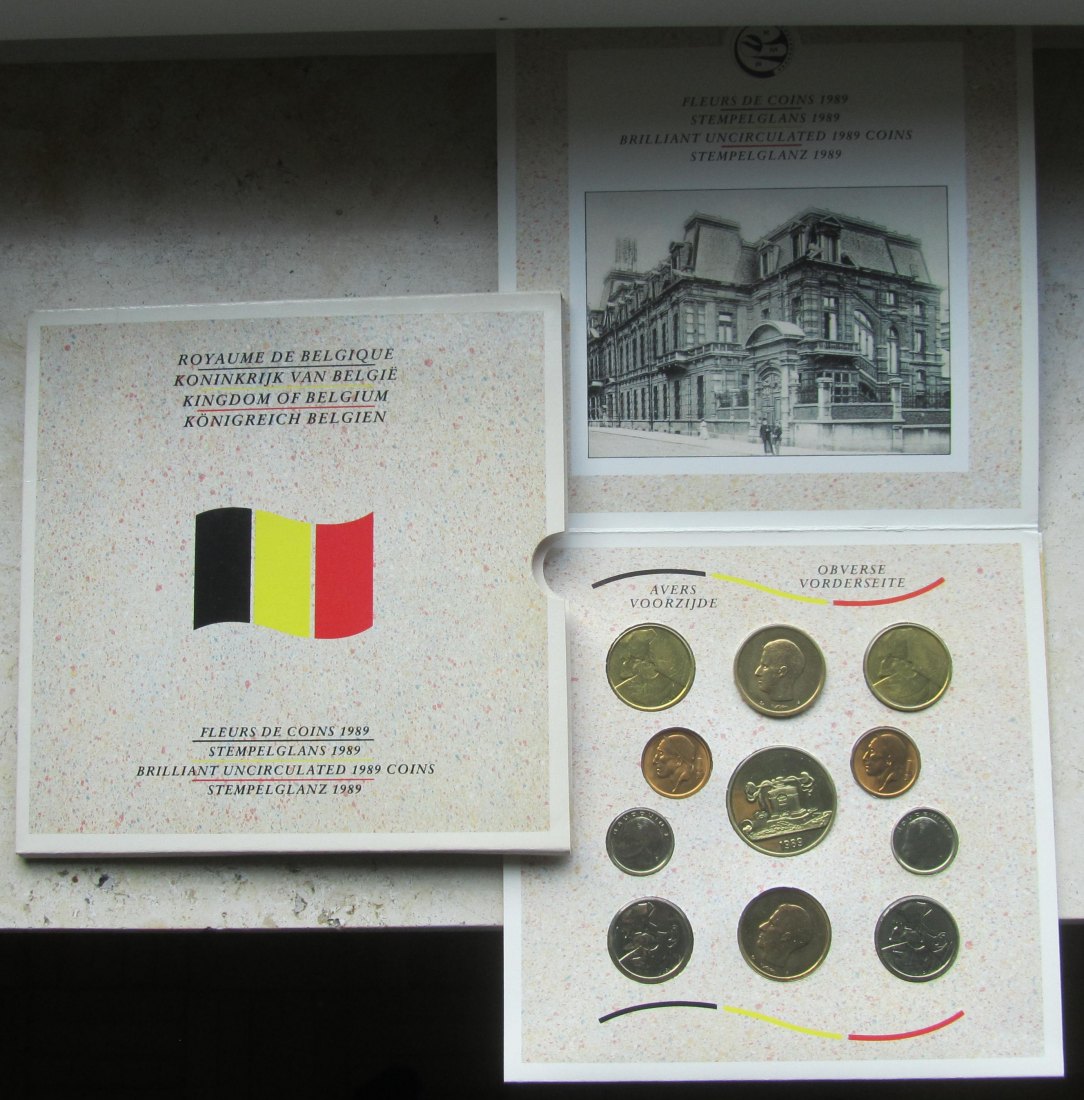 ROYAUME DE BELGIQUE
KONINKRIJK VAN BELGIË
KINGDOM OF BELGIUM
KÖNIGREICH BELGIEN
FLEURS DE COINS 1989
STEMPELGLANS 1989
BRILLIANT UNCIRCULATED 1989 COINS
STEMPELGLANZ 1989
FLEURS DE COINS 1989
STEMPELGLANS 1989
BRILLIANT UNCIRCULATED 1989 COINS
STEMPELGLANZ 1989
AVERS
VOORZIJDE
OBVERSE
VORDERSEITE
1989